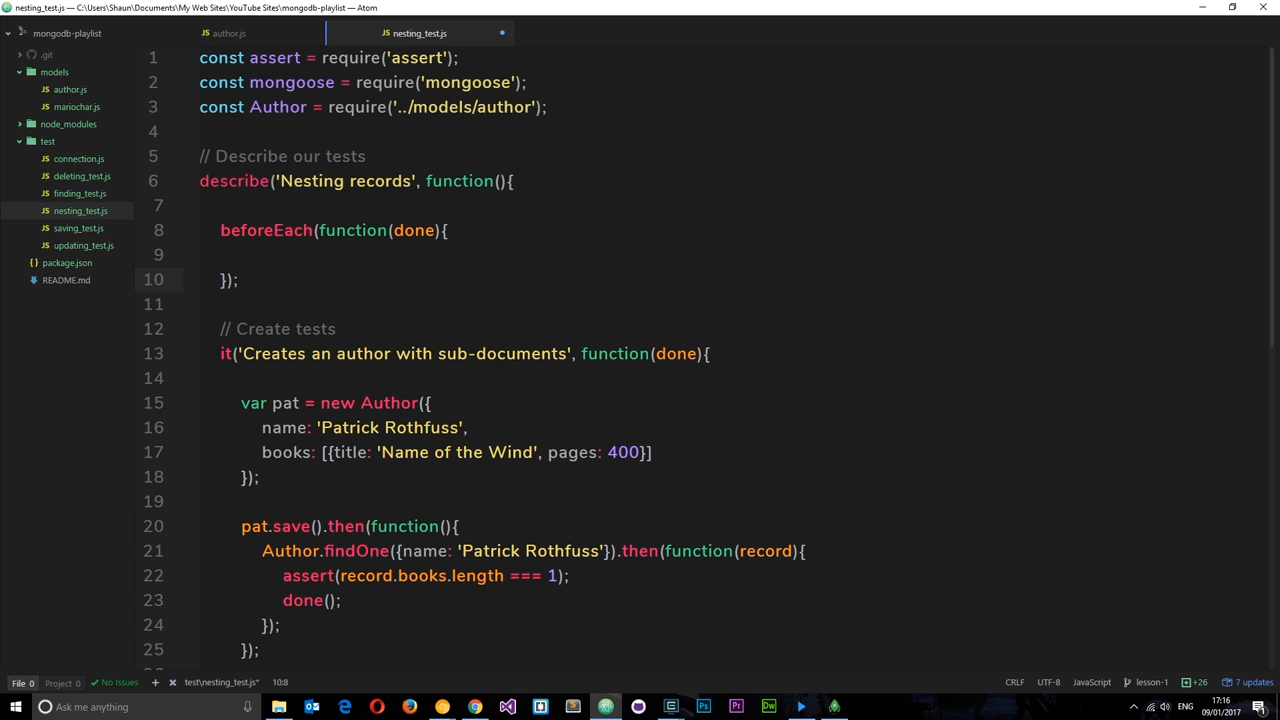 nesting_test.js — C:\Users\Shaun\Documents\My Web Sites\YouTube Sites\mongodb-playlist — Atom
mongodb-playlist
.git
models
author.js
mariochar.js
node_modules
test
connection.js
deleting_test.js
finding_test.js
nesting_test.js
saving_test.js
updating_test.js
package.json
README.md
author.js
nesting_test.js
1 const assert = require('assert');
2 const mongoose = require('mongoose');
3 const Author = require('../models/author');
4
5 // Describe our tests
6 describe('Nesting records', function(){
7
8 beforeEach(function(done){
9
10 });
11
12 // Create tests
13 it('Creates an author with sub-documents', function(done){
14
15 var pat = new Author({
16 name: 'Patrick Rothfuss',
17 books: [{title: 'Name of the Wind', pages: 400}]
18 });
19
20 pat.save().then(function(){
21 Author.findOne({name: 'Patrick Rothfuss'}).then(function(record){
22 assert(record.books.length === 1);
23 done();
24 });
25 });
File 0 Project 0 No Issues test\nesting_test.js* 10:8 CRLF UTF-8 JavaScript lesson-1 +26 7 updates
Ask me anything
ENG
17:16
09/01/2017